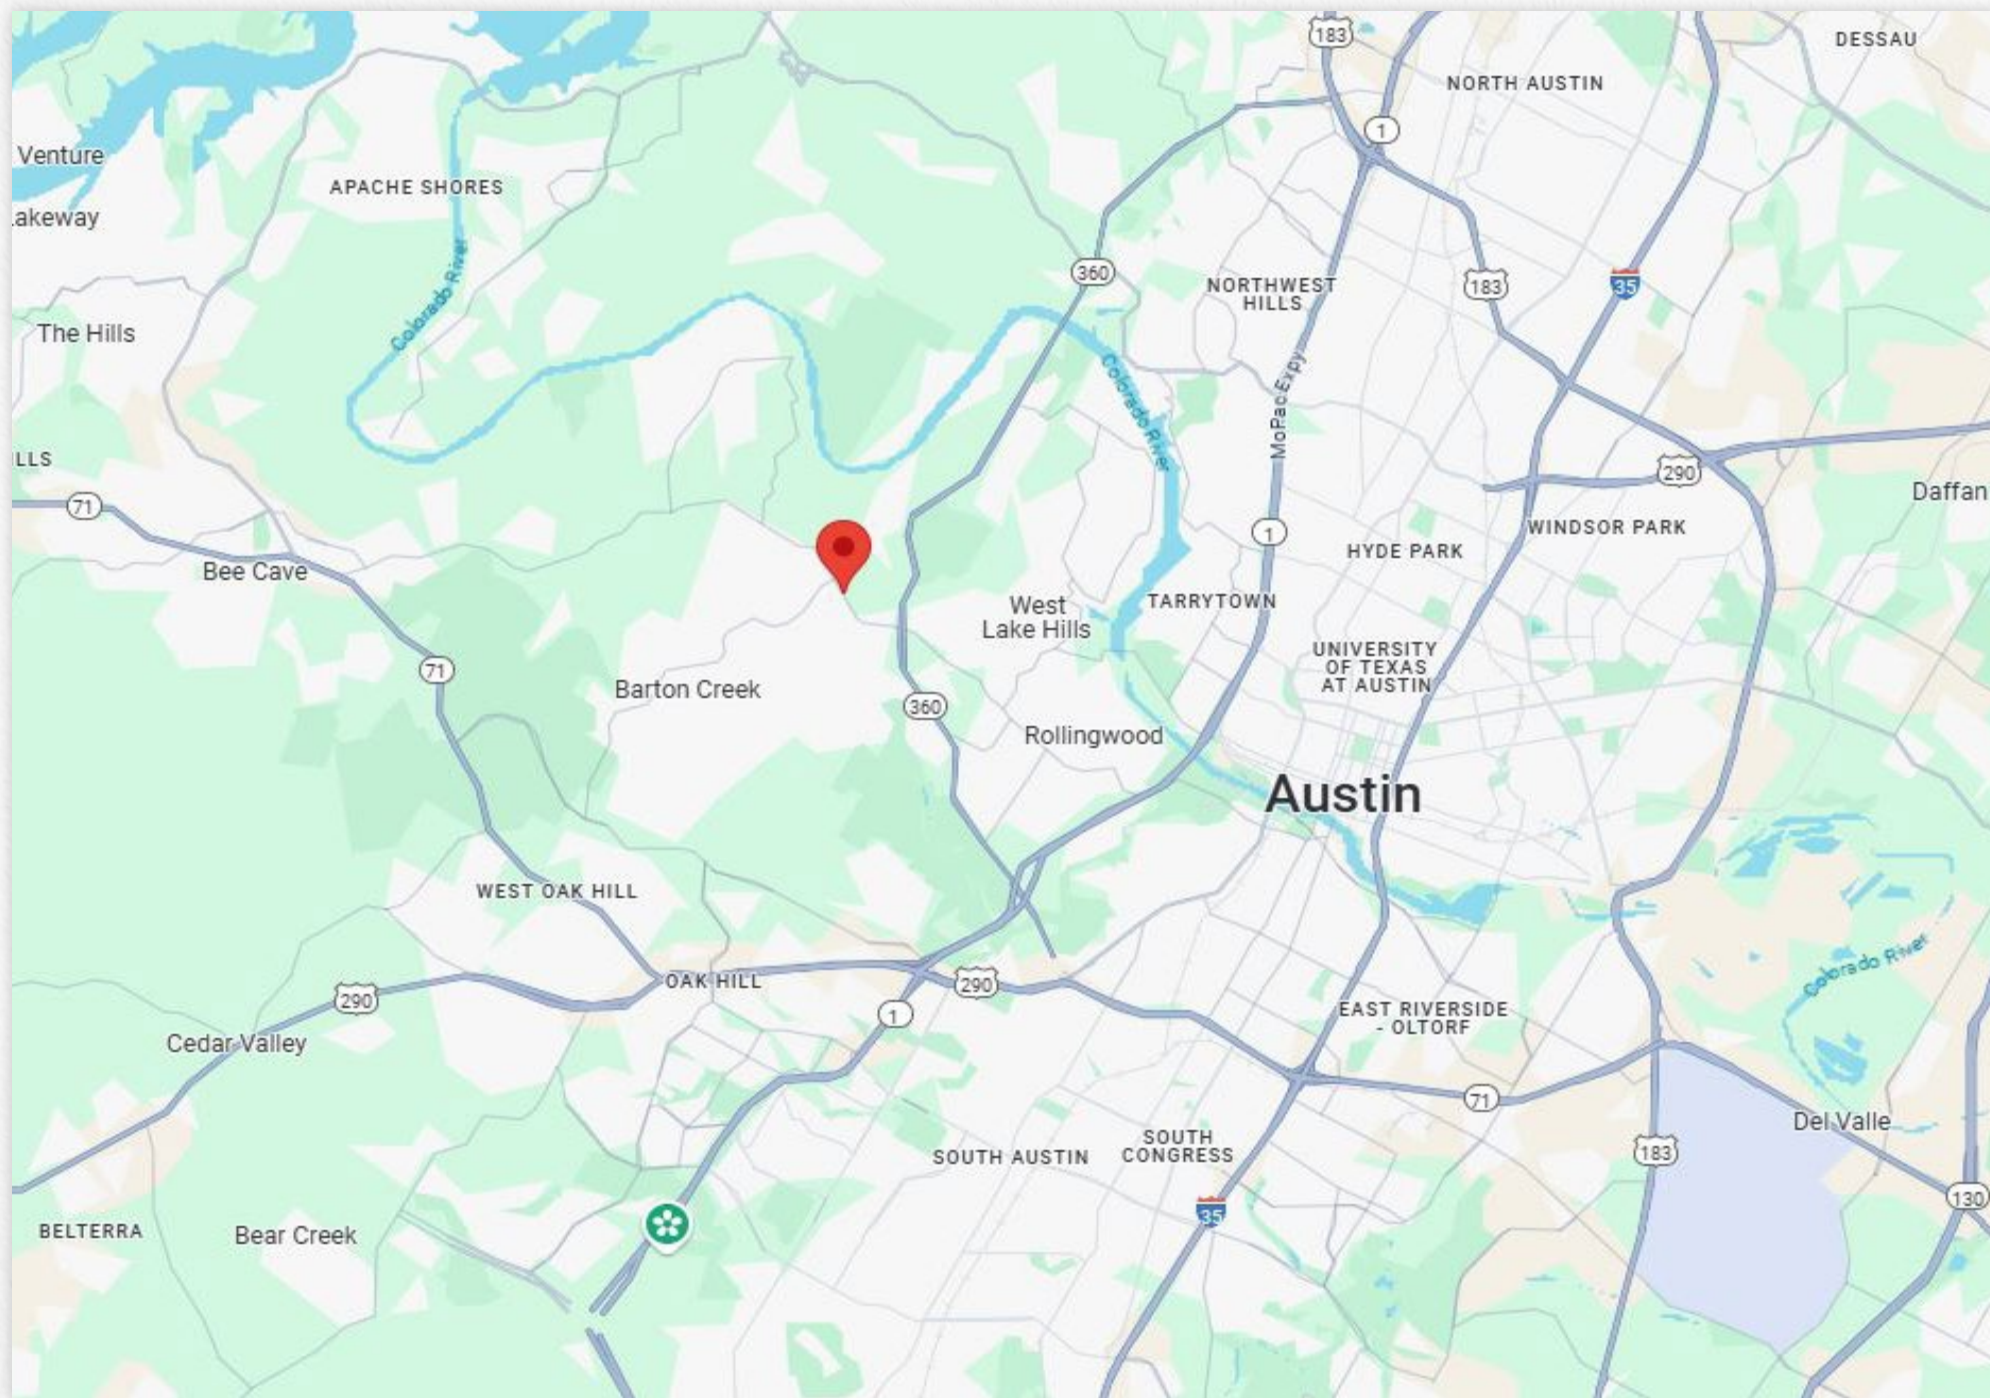 183
DESSAU
NORTH AUSTIN
1
Venture
APACHE SHORES
Lakeway
Colorado River
360
NORTHWEST
HILLS
183
35
The Hills
Colorado River
MoPac Expy
LLS
71
290
Daffan
1
WINDSOR PARK
HYDE PARK
Bee Cave
West
Lake Hills
TARRYTOWN
UNIVERSITY
OF TEXAS
AT AUSTIN
71
Barton Creek
360
Rollingwood
Austin
WEST OAK HILL
Colorado River
OAK HILL
290
290
1
EAST RIVERSIDE
- OLTORF
Cedar Valley
71
Del Valle
SOUTH AUSTIN
SOUTH
CONGRESS
183
130
BELTERRA
Bear Creek
35